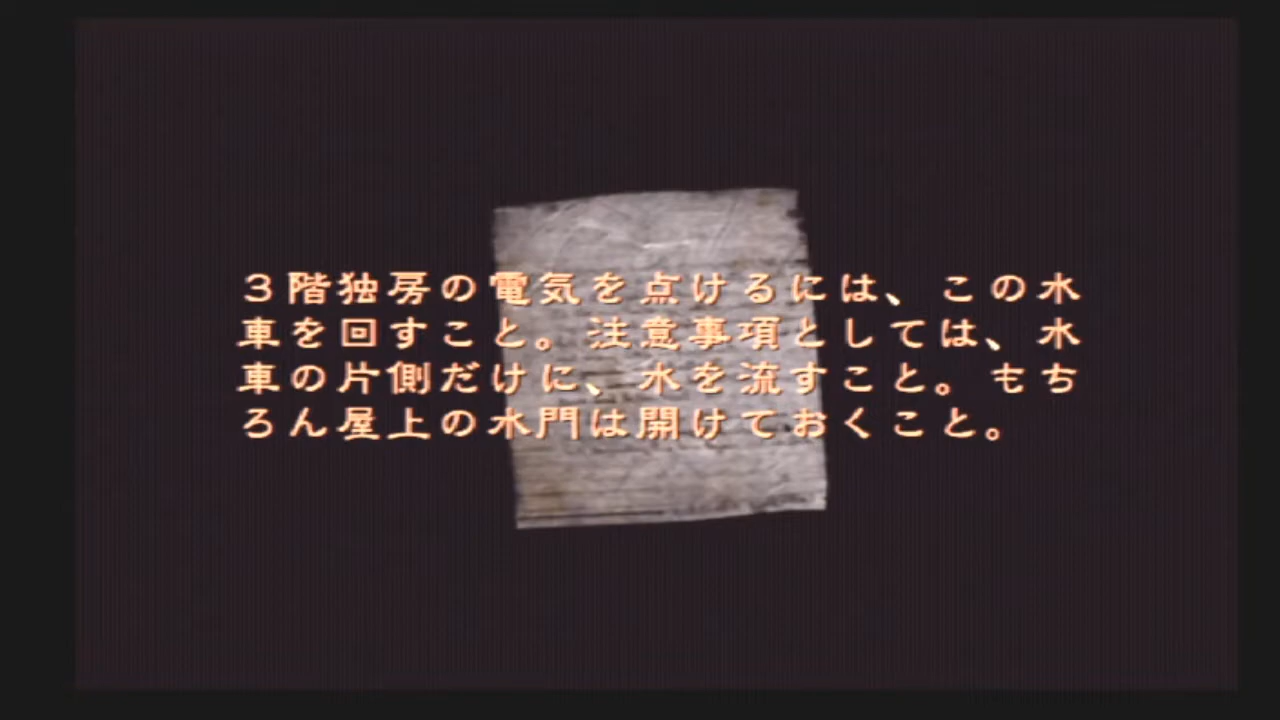 ３階独房の電気を点けるには、この水
車を回すこと。注意事項としては、水
車の片側だけに、水を流すこと。もち
ろん屋上の水門は開けておくこと。